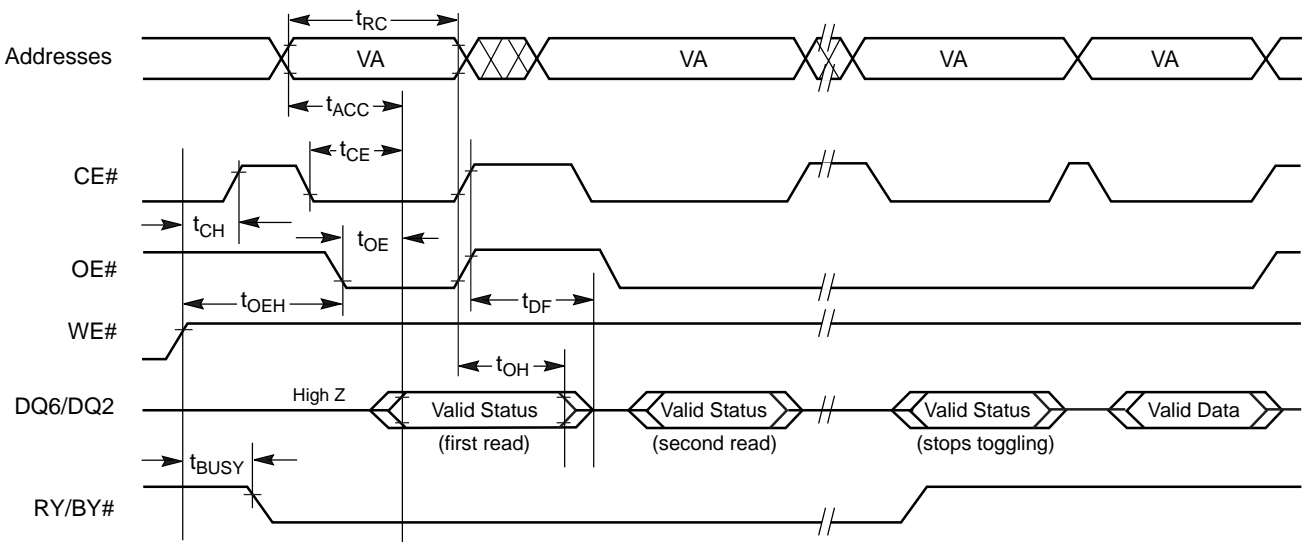 tRC
Addresses VA VA VA VA
tACC
tCE
CE#
tCH tOE
OE#
tOEH tDF
WE#
tOH
High Z
DQ6/DQ2 Valid Status Valid Status Valid Status Valid Data
(first read) (second read) (stops toggling)
tBUSY
RY/BY#